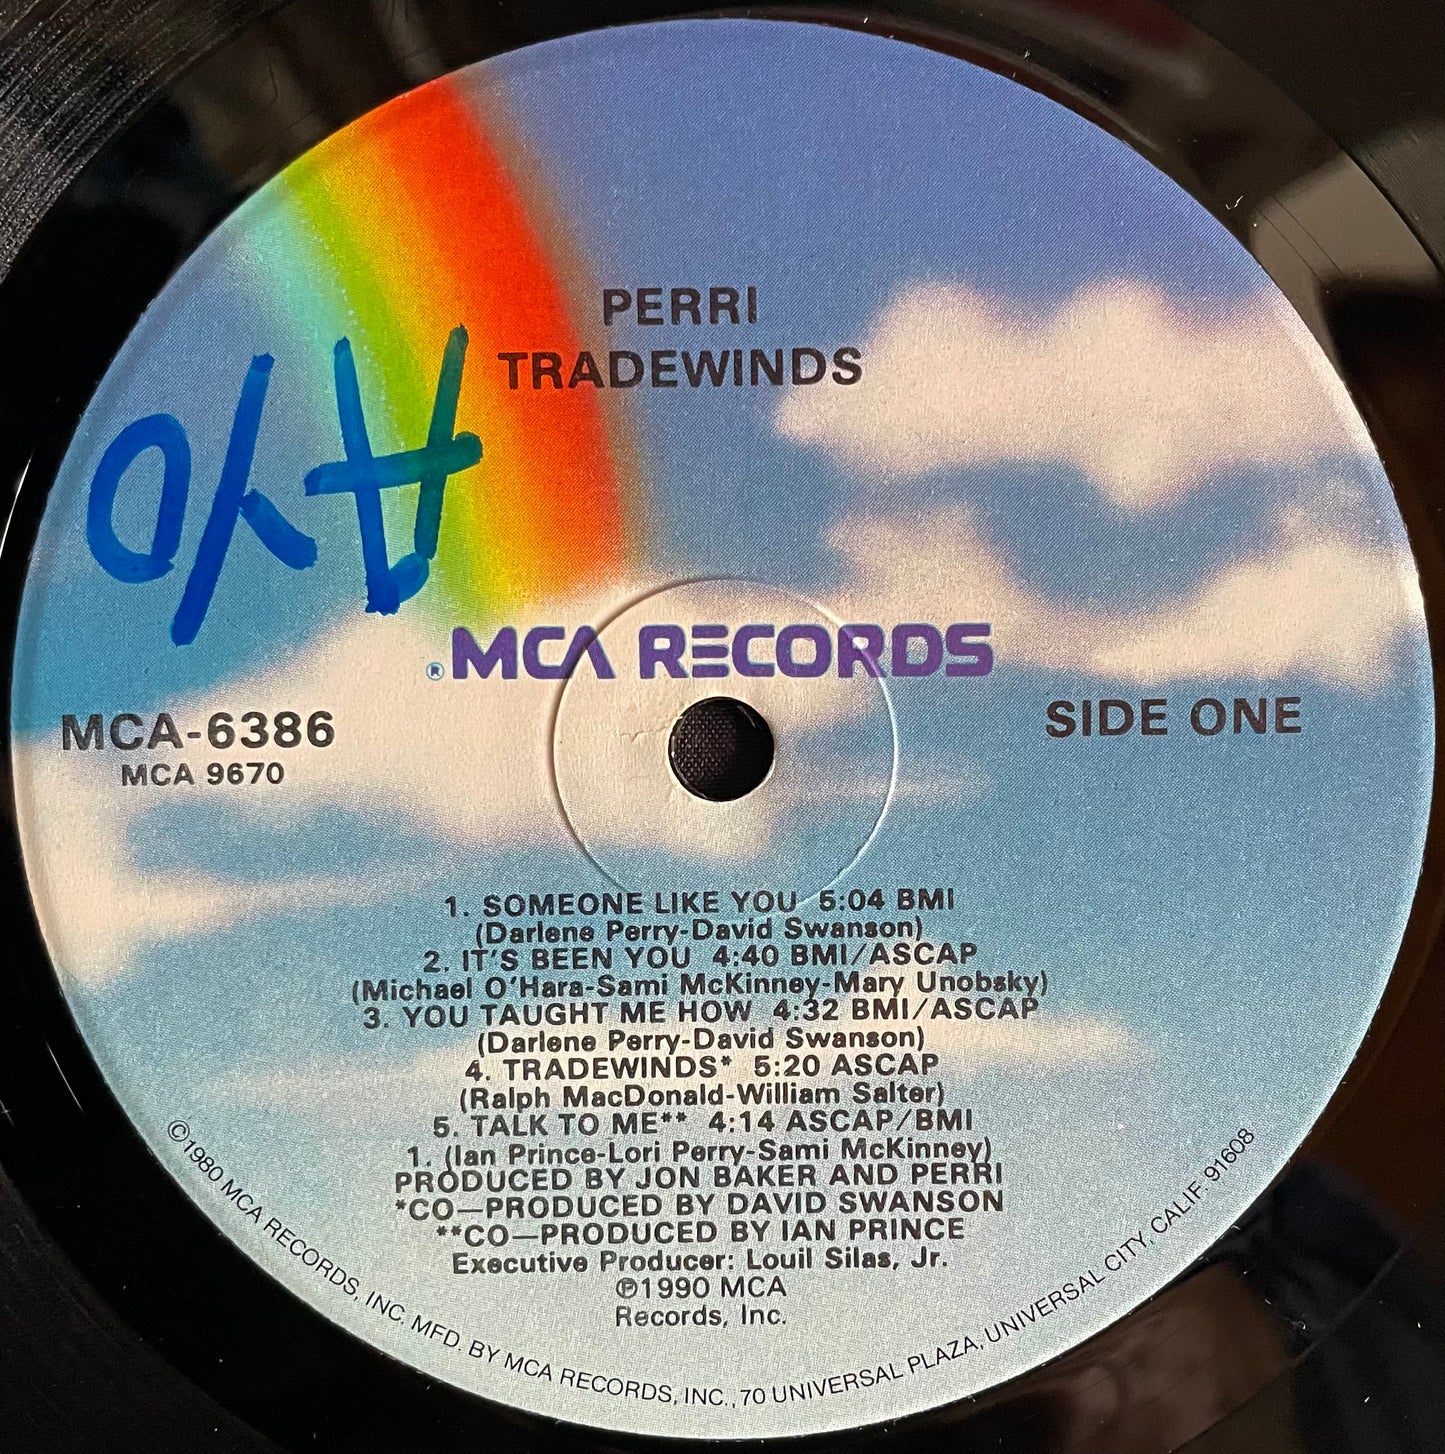 PERRI
TRADEWINDS
® MCA RECORDS
MCA-6386
MCA 9670
SIDE ONE
1. SOMEONE LIKE YOU 5:04 BMI
(Darlene Perry-David Swanson)
2. IT'S BEEN YOU 4:40 BMI/ASCAP
(Michael O'Hara-Sami McKinney-Mary Unobsky)
3. YOU TAUGHT ME HOW 4:32 BMI/ASCAP
(Darlene Perry-David Swanson)
4. TRADEWINDS* 5:20 ASCAP
(Ralph MacDonald-William Salter)
5. TALK TO ME** 4:14 ASCAP/BMI
1. (Ian Prince-Lori Perry-Sami McKinney)
PRODUCED BY JON BAKER AND PERRI
*CO—PRODUCED BY DAVID SWANSON
**CO—PRODUCED BY IAN PRINCE
Executive Producer: Louil Silas, Jr.
℗1990 MCA
Records, Inc.
©1980 MCA RECORDS, INC. MFD. BY MCA RECORDS, INC., 70 UNIVERSAL PLAZA, UNIVERSAL CITY, CALIF. 91608